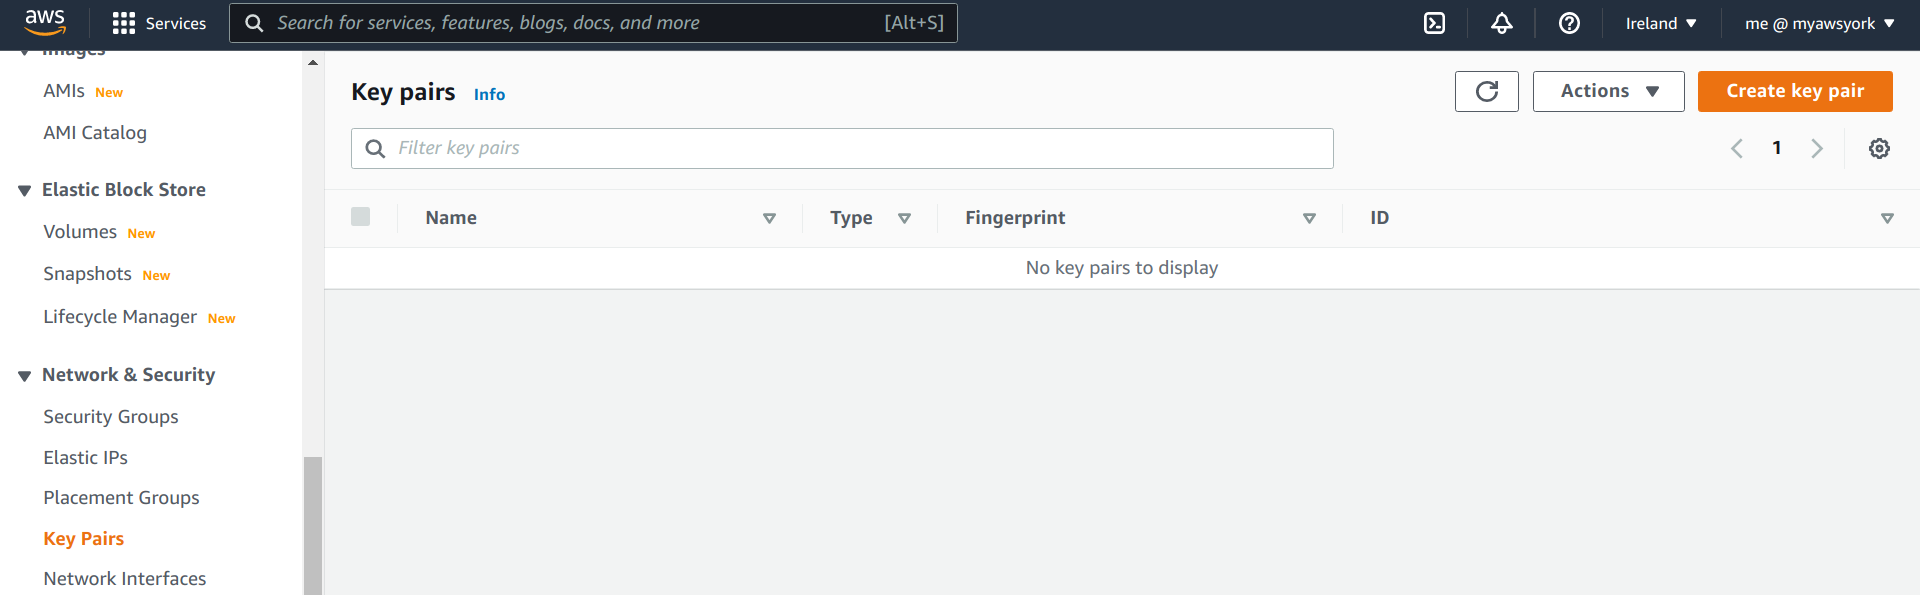 aws Services Search for services, features, blogs, docs, and more [Alt+S] Ireland me @ myawsyork
Images
AMIs New
AMI Catalog
Elastic Block Store
Volumes New
Snapshots New
Lifecycle Manager New
Network & Security
Security Groups
Elastic IPs
Placement Groups
Key Pairs
Network Interfaces
Key pairs Info
Actions Create key pair
Filter key pairs
1
Name Type Fingerprint ID
No key pairs to display